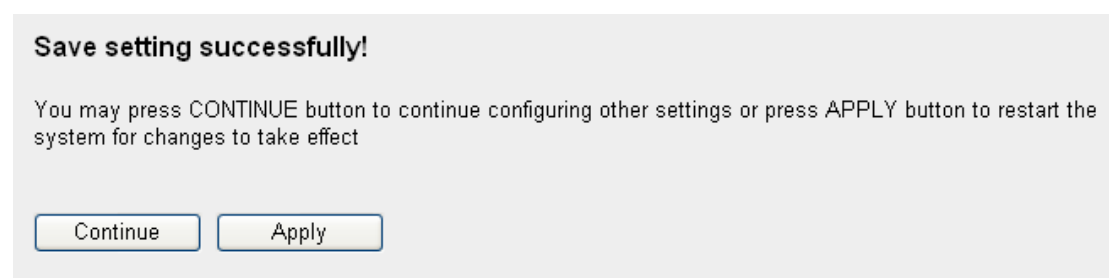 Save setting successfully!
You may press CONTINUE button to continue configuring other settings or press APPLY button to restart the
system for changes to take effect
Continue Apply